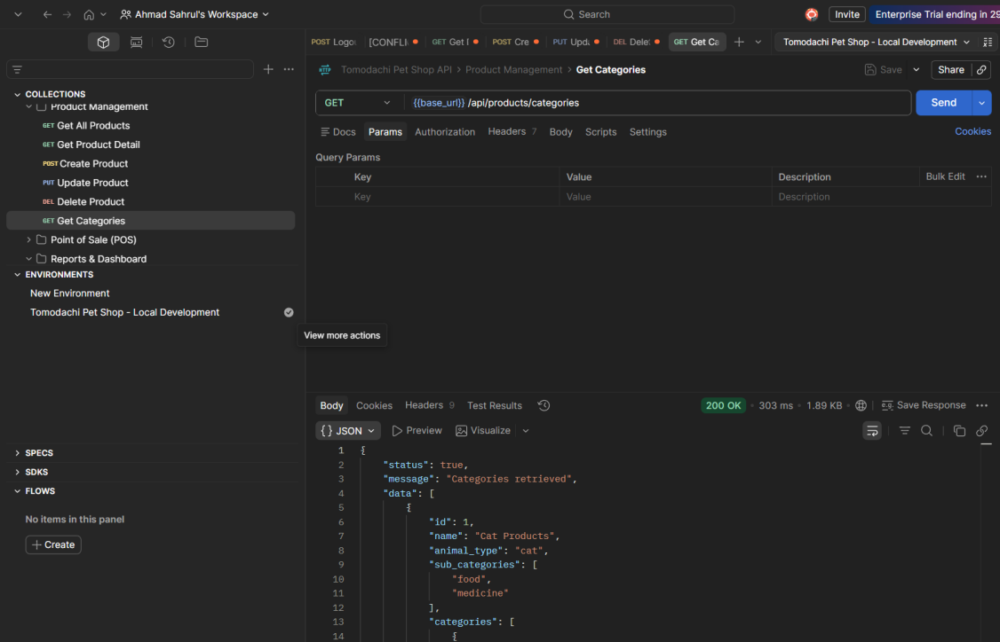 Ahmad Sahrul's Workspace
Search
Invite
Enterprise Trial ending in 29
POST Logou
[CONFLI
GET Get
POST Cre
PUT Upda
DEL Dele
GET Get Ca
Tomodachi Pet Shop - Local Development
Tomodachi Pet Shop API > Product Management > Get Categories
Save
Share
COLLECTIONS
Product Management
GET Get All Products
GET Get Product Detail
POST Create Product
PUT Update Product
DEL Delete Product
GET Get Categories
Point of Sale (POS)
Reports & Dashboard
ENVIRONMENTS
New Environment
Tomodachi Pet Shop - Local Development
View more actions
SPECS
SDKS
FLOWS
No items in this panel
Create
GET
{{base_url}} /api/products/categories
Send
Docs Params Authorization Headers 7 Body Scripts Settings
Cookies
Query Params
Key Value Description Bulk Edit
Key Value Description
Body Cookies Headers 9 Test Results
200 OK • 303 ms • 1.89 KB •
e.g. Save Response
{ } JSON Preview Visualize
1 {
2 "status": true,
3 "message": "Categories retrieved",
4 "data": [
5 {
6 "id": 1,
7 "name": "Cat Products",
8 "animal_type": "cat",
9 "sub_categories": [
10 "food",
11 "medicine"
12 ],
13 "categories": [
14 {